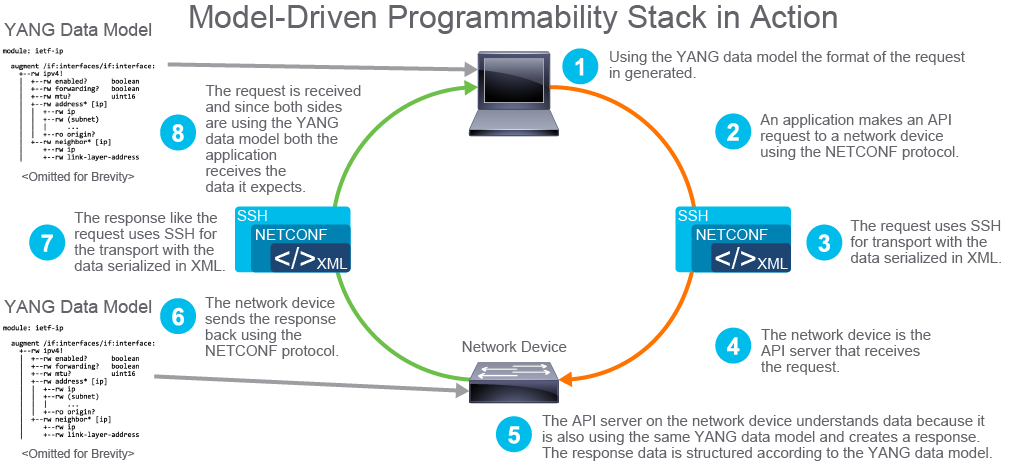 Model-Driven Programmability Stack in Action
YANG Data Model
module: ietf-ip
augment /if:interfaces/if:interface:
+--rw ipv4!
| +--rw enabled? boolean
| +--rw forwarding? boolean
| +--rw mtu? uint16
| +--rw address* [ip]
| | +--rw ip
| | +--rw (subnet)
| | ...
| +--ro origin?
| +--rw neighbor* [ip]
| +--rw ip
| +--rw link-layer-address
<Omitted for Brevity>
1
Using the YANG data model the format of the request
in generated.
2
An application makes an API
request to a network device
using the NETCONF protocol.
SSH
NETCONF
</>XML
3
The request uses SSH
for transport with the
data serialized in XML.
4
The network device is the
API server that receives
the request.
Network Device
5
The API server on the network device understands data because it
is also using the same YANG data model and creates a response.
The response data is structured according to the YANG data model.
YANG Data Model
module: ietf-ip
augment /if:interfaces/if:interface:
+--rw ipv4!
| +--rw enabled? boolean
| +--rw forwarding? boolean
| +--rw mtu? uint16
| +--rw address* [ip]
| | +--rw ip
| | +--rw (subnet)
| | ...
| +--ro origin?
| +--rw neighbor* [ip]
| +--rw ip
| +--rw link-layer-address
<Omitted for Brevity>
6
The network device
sends the response
back using the
NETCONF protocol.
SSH
NETCONF
</>XML
7
The response like the
request uses SSH for
the transport with the
data serialized in XML.
8
The request is received
and since both sides
are using the YANG
data model both the
application
receives the
data it expects.